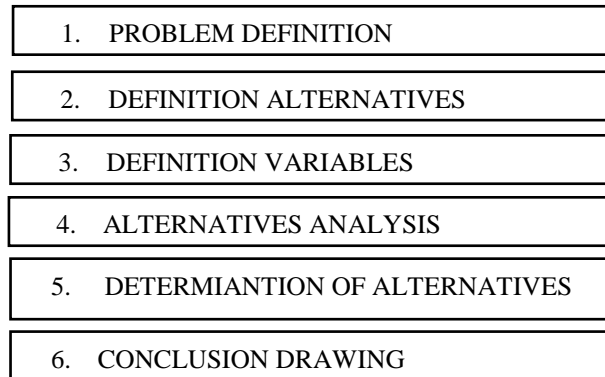 1. PROBLEM DEFINITION
2. DEFINITION ALTERNATIVES
3. DEFINITION VARIABLES
4. ALTERNATIVES ANALYSIS
5. DETERMIANTION OF ALTERNATIVES
6. CONCLUSION DRAWING